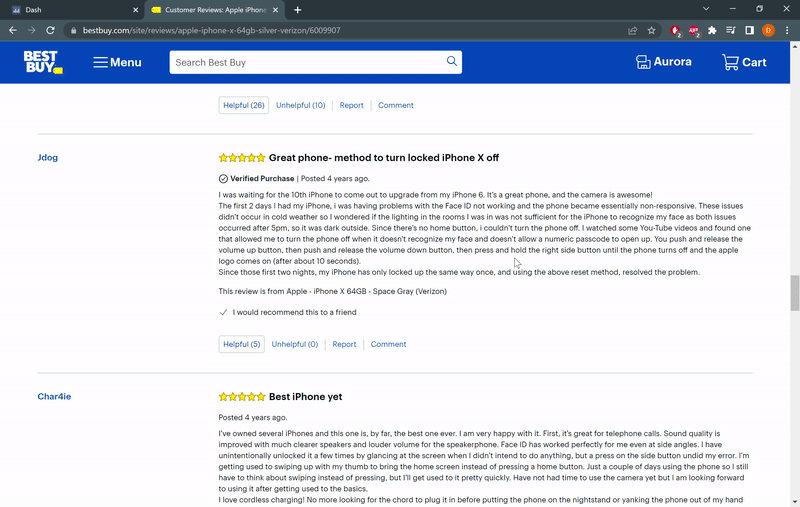 Dash
Customer Reviews: Apple iPhone
bestbuy.com/site/reviews/apple-iphone-x-64gb-silver-verizon/6009907
2
2
D
BEST BUY
Menu
Search Best Buy
Aurora
Cart
Helpful (26) Unhelpful (10) Report Comment
Jdog
Great phone- method to turn locked iPhone X off
Verified Purchase | Posted 4 years ago.
I was waiting for the 10th iPhone to come out to upgrade from my iPhone 6. It's a great phone, and the camera is awesome!
The first 2 days I had my iPhone, i was having problems with the Face ID not working and the phone became essentially non-responsive. These issues
didn't occur in cold weather so I wondered if the lighting in the rooms I was in was not sufficient for the iPhone to recognize my face as both issues
occurred after 5pm, so it was dark outside. Since there's no home button, i couldn't turn the phone off. I watched some You-Tube videos and found one
that allowed me to turn the phone off when it doesn't recognize my face and doesn't allow a numeric passcode to open up. You push and release the
volume up button, then push and release the volume down button, then press and hold the right side button until the phone turns off and the apple
logo comes on (after about 10 seconds).
Since those first two nights, my iPhone has only locked up the same way once, and using the above reset method, resolved the problem.
This review is from Apple - iPhone X 64GB - Space Gray (Verizon)
I would recommend this to a friend
Helpful (5) Unhelpful (0) Report Comment
Char4ie
Best iPhone yet
Posted 4 years ago.
I've owned several iPhones and this one is, by far, the best one ever. I am very happy with it. First, it's great for telephone calls. Sound quality is
improved with much clearer speakers and louder volume for the speakerphone. Face ID has worked perfectly for me even at side angles. I have
unintentionally unlocked it a few times by glancing at the screen when I didn't intend to do anything, but a press on the side button undid my error. I'm
getting used to swiping up with my thumb to bring the home screen instead of pressing a home button. Just a couple of days using the phone so I still
have to think about swiping instead of pressing, but I'll get used to it pretty quickly. Have not had time to use the camera yet but I am looking forward
to using it after getting used to the basics.
I love cordless charging! No more looking for the chord to plug it in before putting the phone on the nightstand or yanking the phone out of my hand